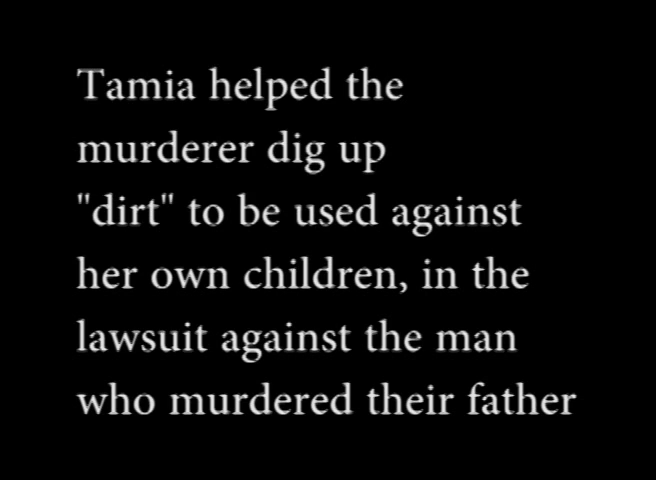 Tamia helped the
murderer dig up
"dirt" to be used against
her own children, in the
lawsuit against the man
who murdered their father